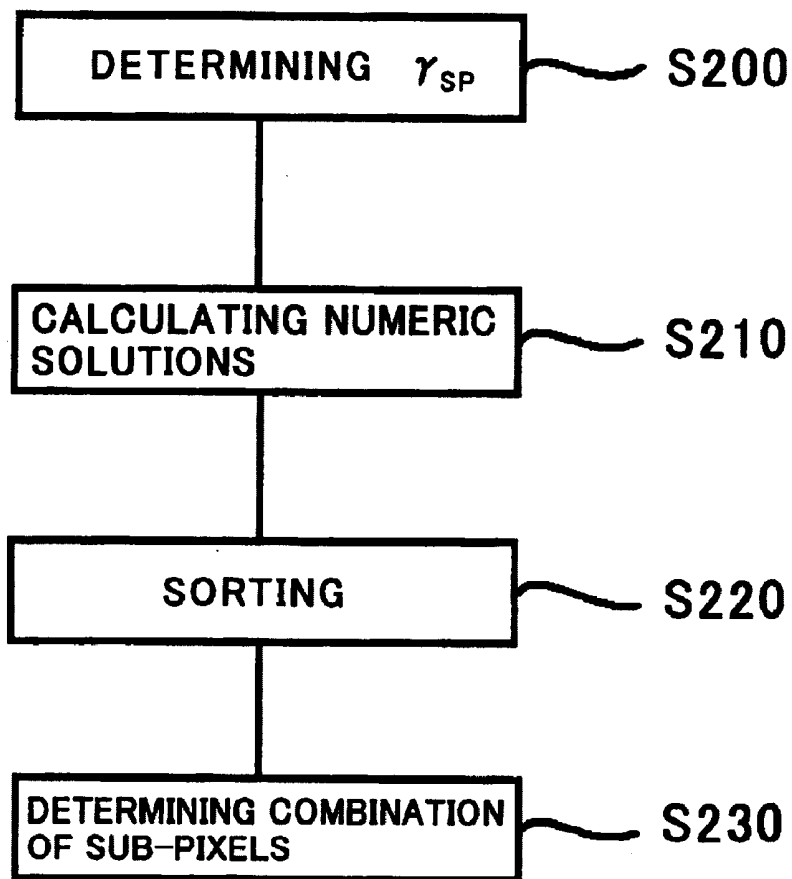 DETERMINING γSP S200
CALCULATING NUMERIC
SOLUTIONS
S210
SORTING S220
DETERMINING COMBINATION
OF SUB-PIXELS
S230